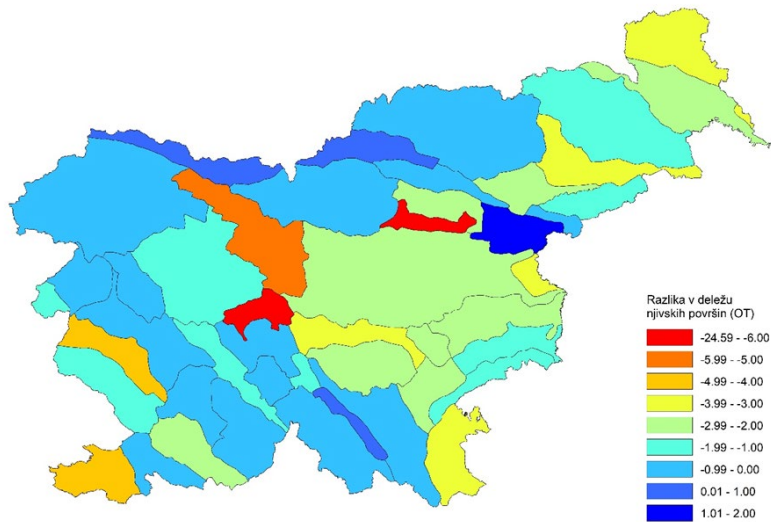 Razlika v deležu
njivskih površin (OT)
-24.59 - -6.00
-5.99 - -5.00
-4.99 - -4.00
-3.99 - -3.00
-2.99 - -2.00
-1.99 - -1.00
-0.99 - 0.00
0.01 - 1.00
1.01 - 2.00